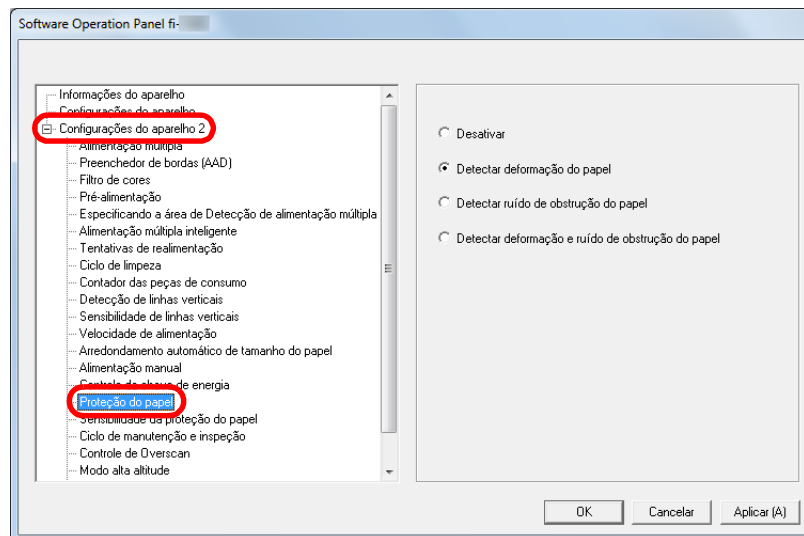 Software Operation Panel fi-
Informações do aparelho
Configurações do aparelho
Configurações do aparelho 2
Alimentação múltipla
Preenchedor de bordas (AAD)
Filtro de cores
Pré-alimentação
Especificando a área de Detecção de alimentação múltipla
Alimentação múltipla inteligente
Tentativas de realimentação
Ciclo de limpeza
Contador das peças de consumo
Detecção de linhas verticais
Sensibilidade de linhas verticais
Velocidade de alimentação
Arredondamento automático de tamanho do papel
Alimentação manual
Controle da chave de energia
Proteção do papel
Sensibilidade da proteção do papel
Ciclo de manutenção e inspeção
Controle de Overscan
Modo alta altitude
Desativar
Detectar deformação do papel
Detectar ruído de obstrução do papel
Detectar deformação e ruído de obstrução do papel
OK
Cancelar
Aplicar (A)